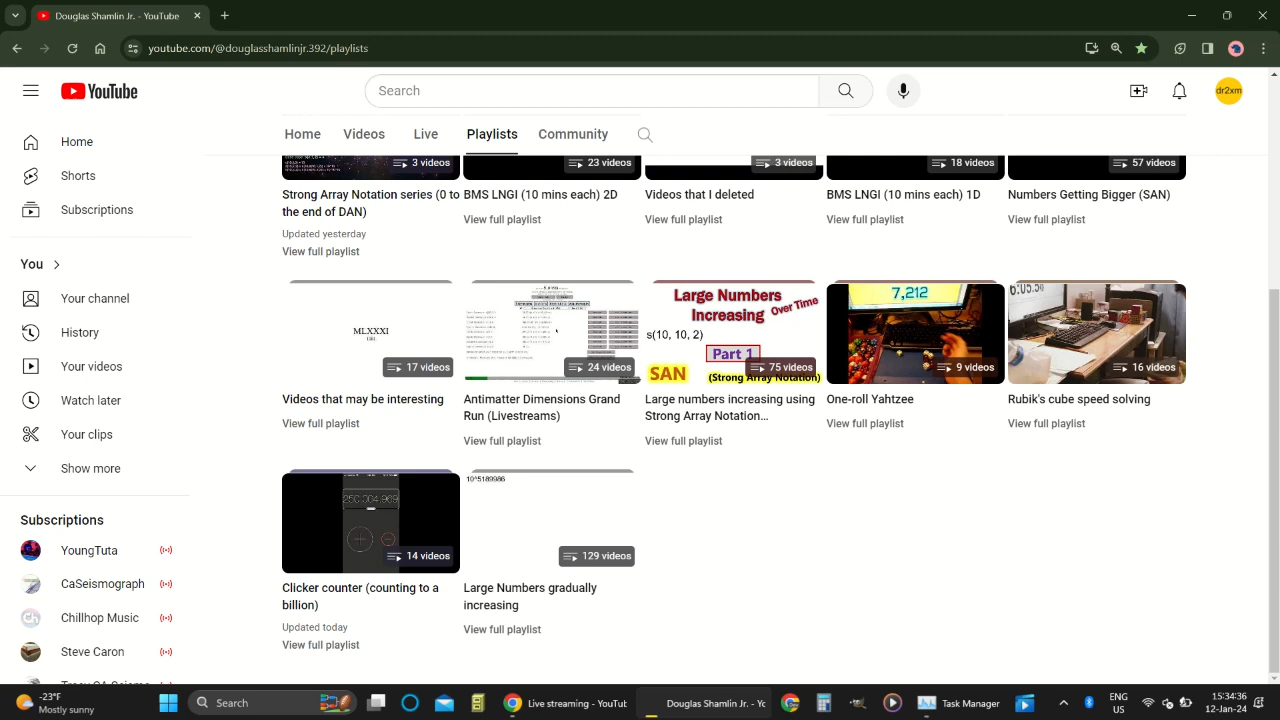 Douglas Shamlin Jr. - YouTube
youtube.com/@douglasshamlinjr.392/playlists
YouTube
Search
dr2xm
Home Videos Live Playlists Community
Home
Shorts
Subscriptions
You
Your channel
History
Your videos
Watch later
Your clips
Show more
Subscriptions
YoungTuta
CaSeismograph
Chillhop Music
Steve Caron
3 videos
Strong Array Notation series (0 to
the end of DAN)
Updated yesterday
View full playlist
23 videos
BMS LNGI (10 mins each) 2D
View full playlist
3 videos
Videos that I deleted
View full playlist
18 videos
BMS LNGI (10 mins each) 1D
View full playlist
57 videos
Numbers Getting Bigger (SAN)
View full playlist
MEXXXI
17 videos
Videos that may be interesting
View full playlist
24 videos
Antimatter Dimensions Grand
Run (Livestreams)
View full playlist
Large Numbers
Increasing Over Time
s(10, 10, 2)
Part 1
SAN
75 videos
(Strong Array Notation)
Large numbers increasing using
Strong Array Notation...
View full playlist
7,212
9 videos
One-roll Yahtzee
View full playlist
16 videos
Rubik's cube speed solving
View full playlist
250,004,969
14 videos
Clicker counter (counting to a
billion)
Updated today
View full playlist
10^5189986
129 videos
Large Numbers gradually
increasing
View full playlist
-23°F
Mostly sunny
Search
Live streaming - YouTub
Douglas Shamlin Jr. - Yo
Task Manager
ENG
US
15:34:36
12-Jan-24